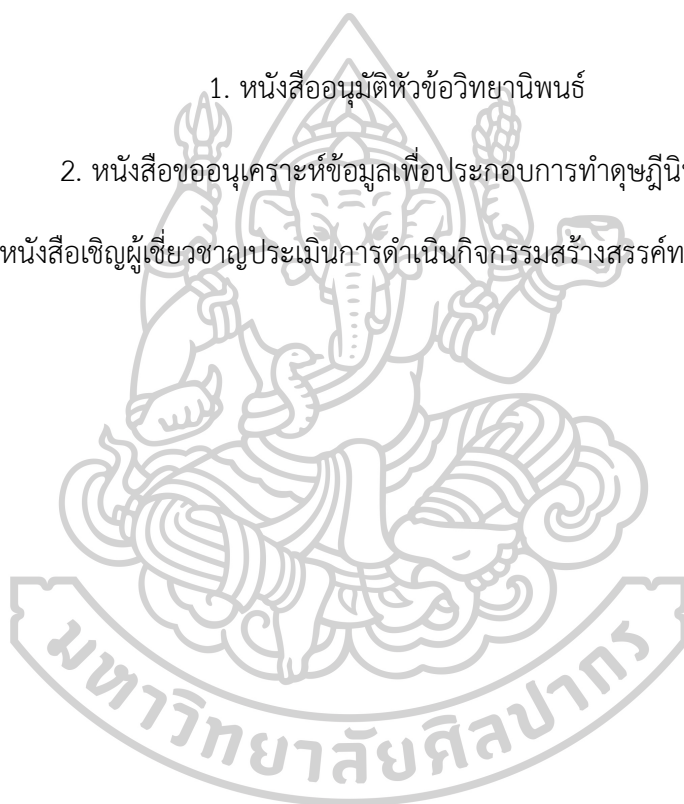 1. หนังสืออนุมัติหัวข้อวิทยานิพนธ์
2. หนังสือขออนุเคราะห์ข้อมูลเพื่อประกอบการทำดุษฎี
หนังสือเชิญผู้เชี่ยวชาญประเมินการดำเนินกิจกรรมสร้างสรรค์
มหาวิทยาลัยศิลปากร